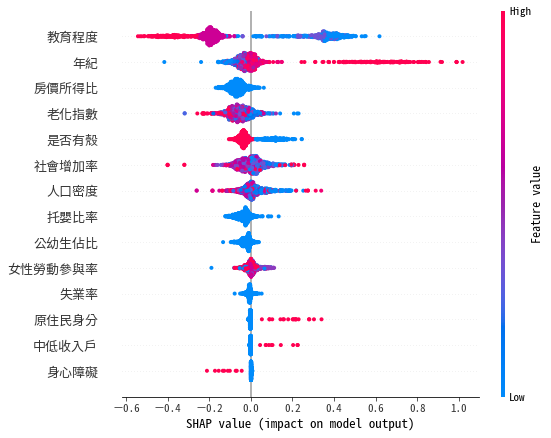 High
教育程度
年紀
房價所得比
老化指數
是否有殼
社會增加率
人口密度
托嬰比率
公幼生佔比
女性勞動參與率
失業率
原住民身分
中低收入戶
身心障礙
Feature value
Low
−0.6 −0.4 −0.2 0.0 0.2 0.4 0.6 0.8 1.0
SHAP value (impact on model output)